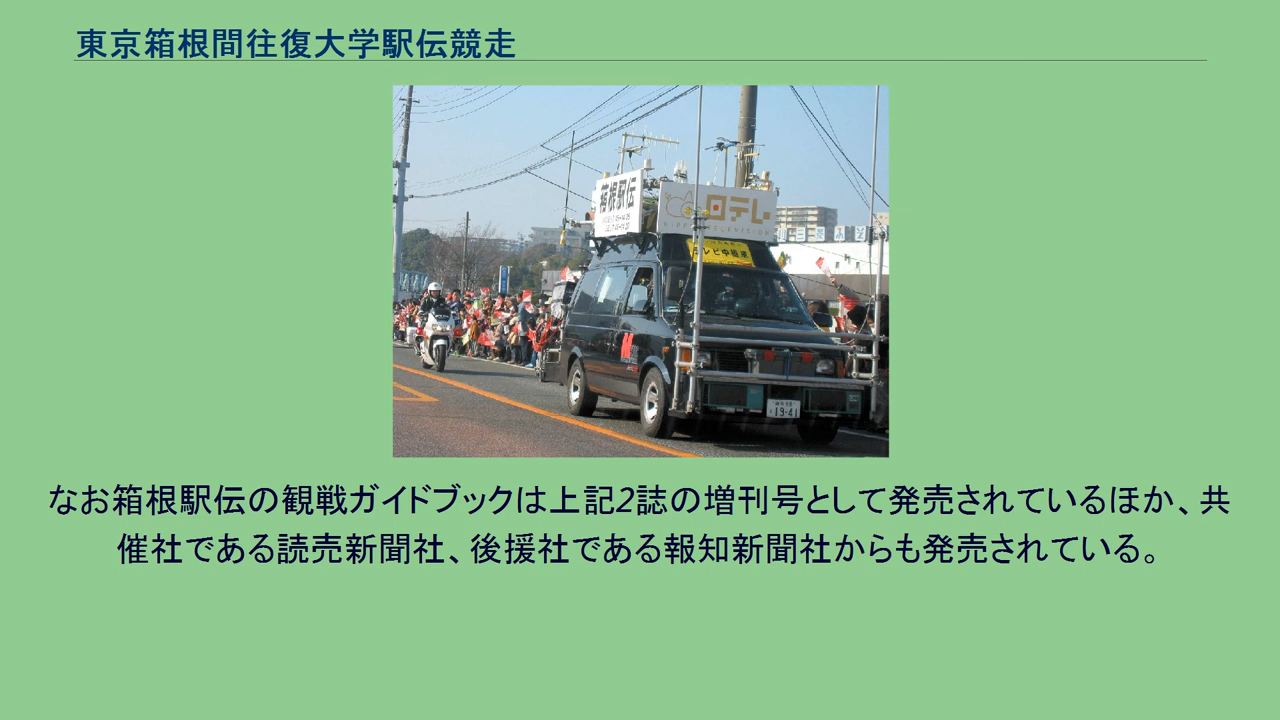 東京箱根間往復大学駅伝競走
箱根駅伝
日テレ
NIPPON TELEVISION
テレビ中継車
19-41
なお箱根駅伝の観戦ガイドブックは上記2誌の増刊号として発売されているほか、共
催社である読売新聞社、後援社である報知新聞社からも発売されている。